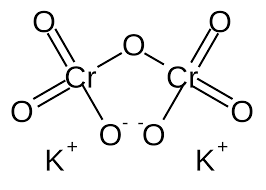 O O
O
Cr Cr
O O
O- -O
K+ K+